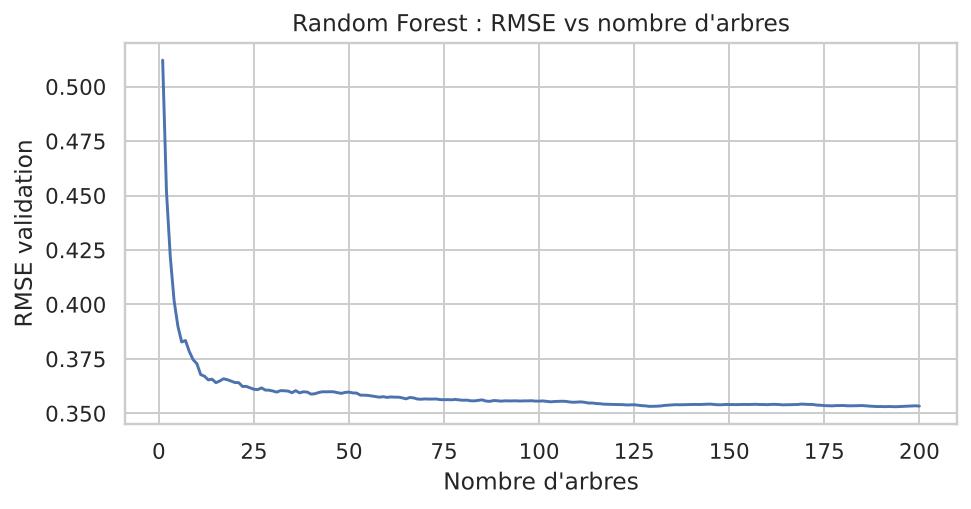 Random Forest : RMSE vs nombre d'arbres
0.500
0.475
0.450
0.425
0.400
0.375
0.350
RMSE validation
0 25 50 75 100 125 150 175 200
Nombre d'arbres